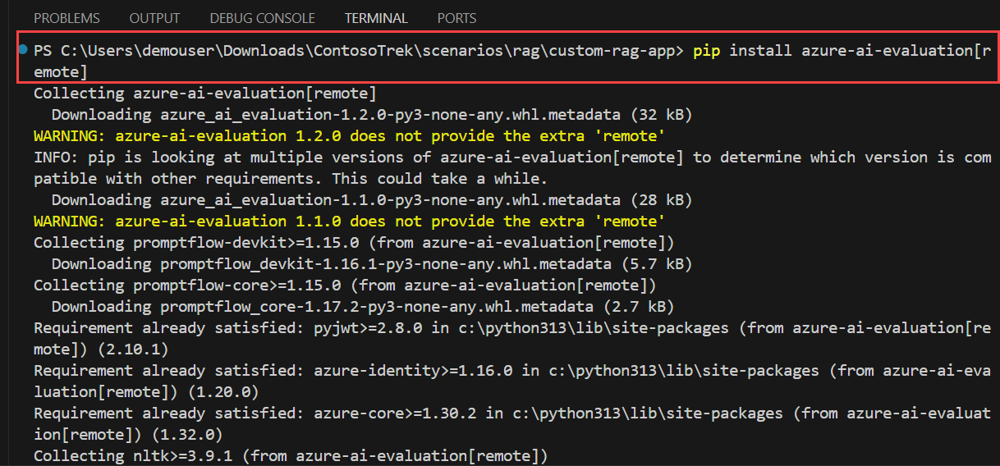 PROBLEMS OUTPUT DEBUG CONSOLE TERMINAL PORTS
PS C:\Users\demouser\Downloads\ContosoTrek\scenarios\rag\custom-rag-app> pip install azure-ai-evaluation[r
emote]
Collecting azure-ai-evaluation[remote]
Downloading azure_ai_evaluation-1.2.0-py3-none-any.whl.metadata (32 kB)
WARNING: azure-ai-evaluation 1.2.0 does not provide the extra 'remote'
INFO: pip is looking at multiple versions of azure-ai-evaluation[remote] to determine which version is com
patible with other requirements. This could take a while.
Downloading azure_ai_evaluation-1.1.0-py3-none-any.whl.metadata (28 kB)
WARNING: azure-ai-evaluation 1.1.0 does not provide the extra 'remote'
Collecting promptflow-devkit>=1.15.0 (from azure-ai-evaluation[remote])
Downloading promptflow_devkit-1.16.1-py3-none-any.whl.metadata (5.7 kB)
Collecting promptflow-core>=1.15.0 (from azure-ai-evaluation[remote])
Downloading promptflow_core-1.17.2-py3-none-any.whl.metadata (2.7 kB)
Requirement already satisfied: pyjwt>=2.8.0 in c:\python313\lib\site-packages (from azure-ai-evaluation[re
mote]) (2.10.1)
Requirement already satisfied: azure-identity>=1.16.0 in c:\python313\lib\site-packages (from azure-ai-eva
luation[remote]) (1.20.0)
Requirement already satisfied: azure-core>=1.30.2 in c:\python313\lib\site-packages (from azure-ai-evaluat
ion[remote]) (1.32.0)
Collecting nltk>=3.9.1 (from azure-ai-evaluation[remote])